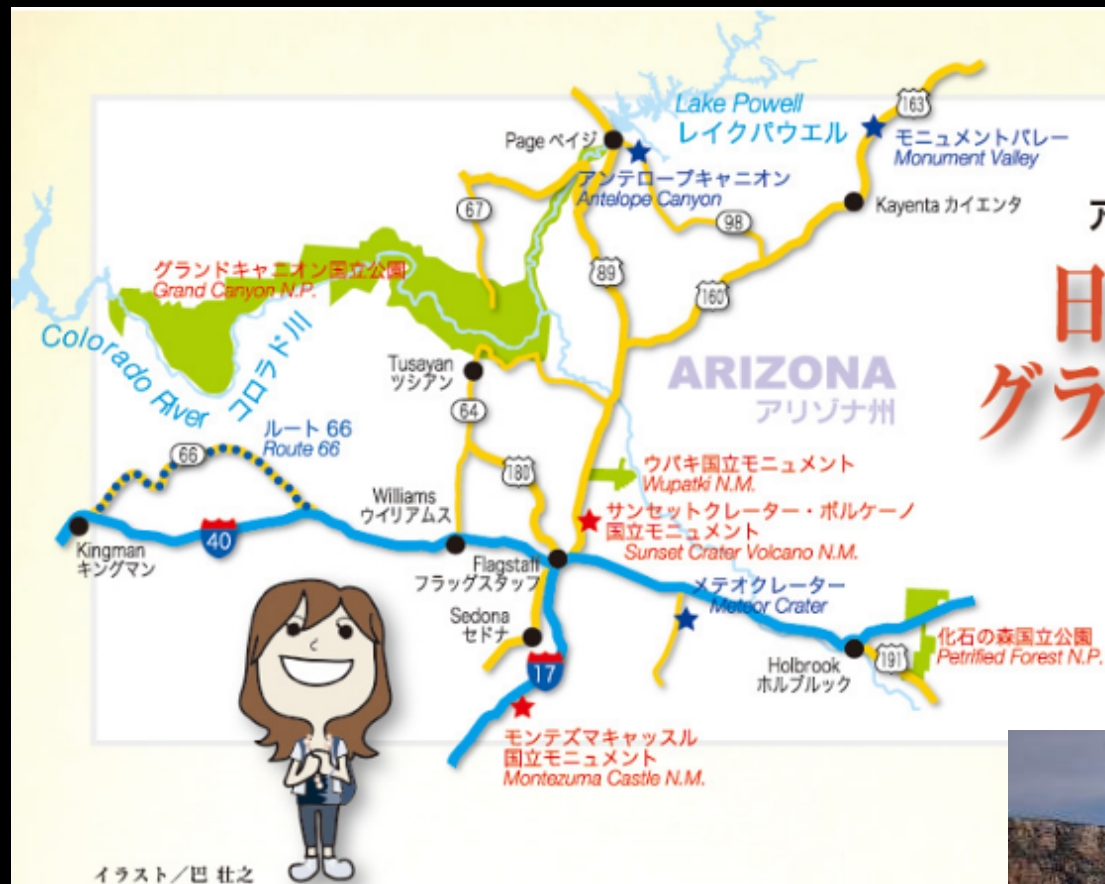 Lake Powell
レイクパウエル
163
モニュメントバレー
Monument Valley
Page ペイジ
アンテロープキャニオン
Antelope Canyon
67
98
Kayenta カイエンタ
ア
89
160
グランドキャニオン国立公園
Grand Canyon N.P.
日
グラ
Colorado River
コロラド川
Tusayan
ツシアン
ARIZONA
アリゾナ州
64
ルート 66
Route 66
66
180
ウパキ国立モニュメント
Wupatki N.M.
Williams
ウイリアムス
サンセットクレーター・ボルケーノ
国立モニュメント
Sunset Crater Volcano N.M.
40
Kingman
キングマン
Flagstaff
フラッグスタッフ
メテオクレーター
Meteor Crater
Sedona
セドナ
17
Holbrook
ホルブルック
191
化石の森国立公園
Petrified Forest N.P.
モンテズマキャッスル
国立モニュメント
Montezuma Castle N.M.
イラスト／巴 壮之